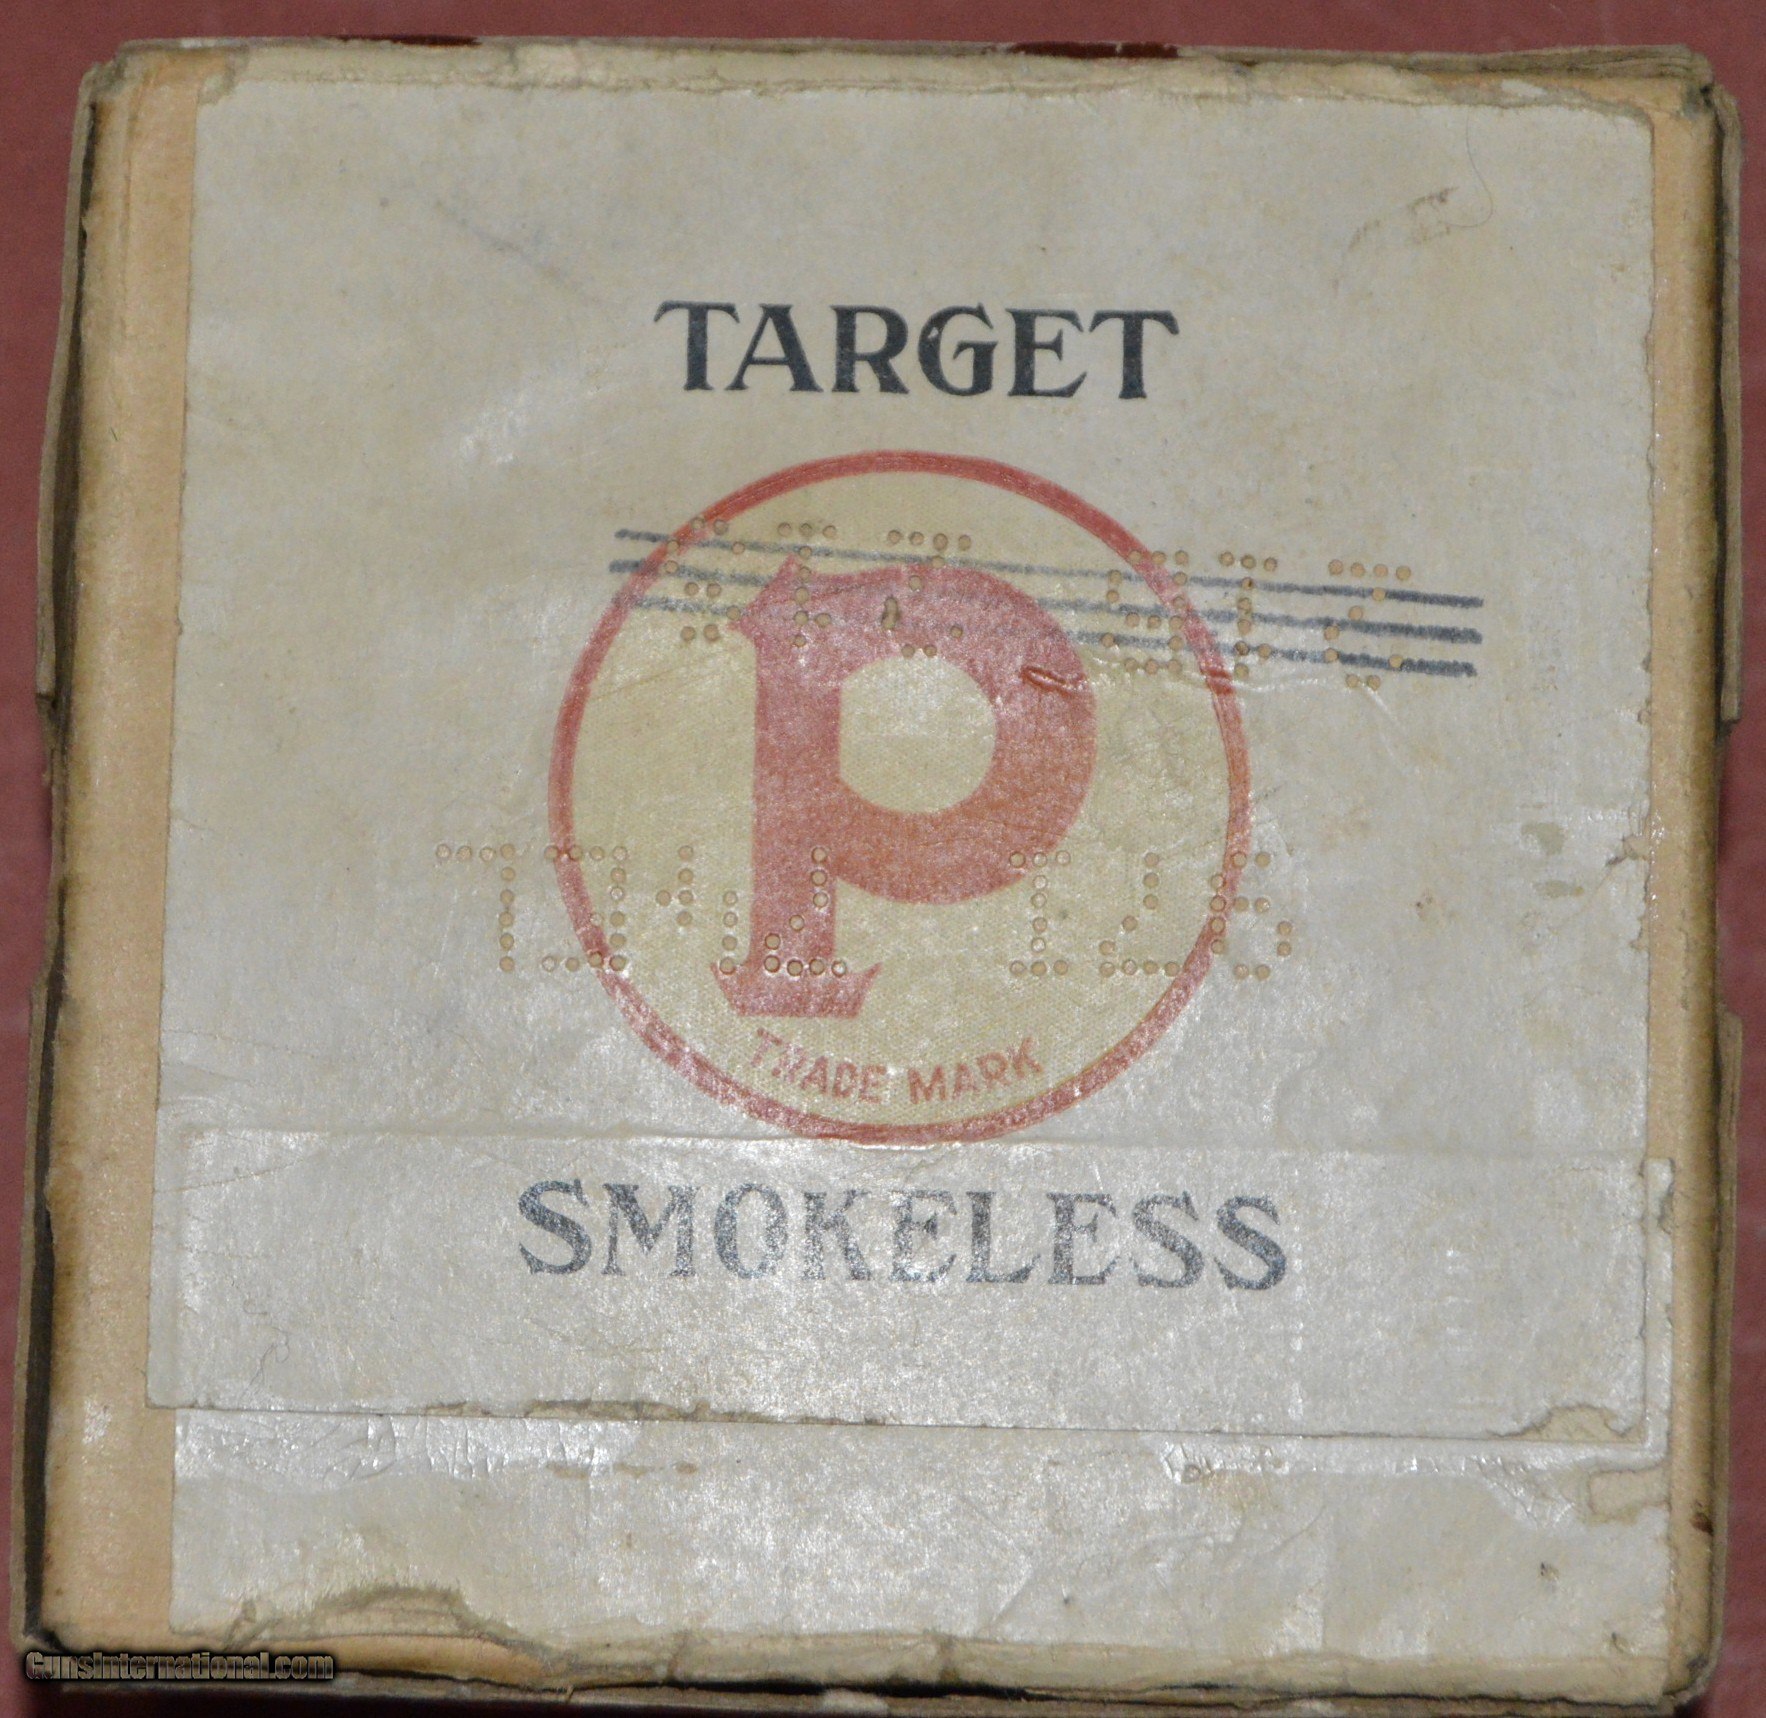 TARGET
P
TRADE MARK
SMOKELESS
GunsInternational.com